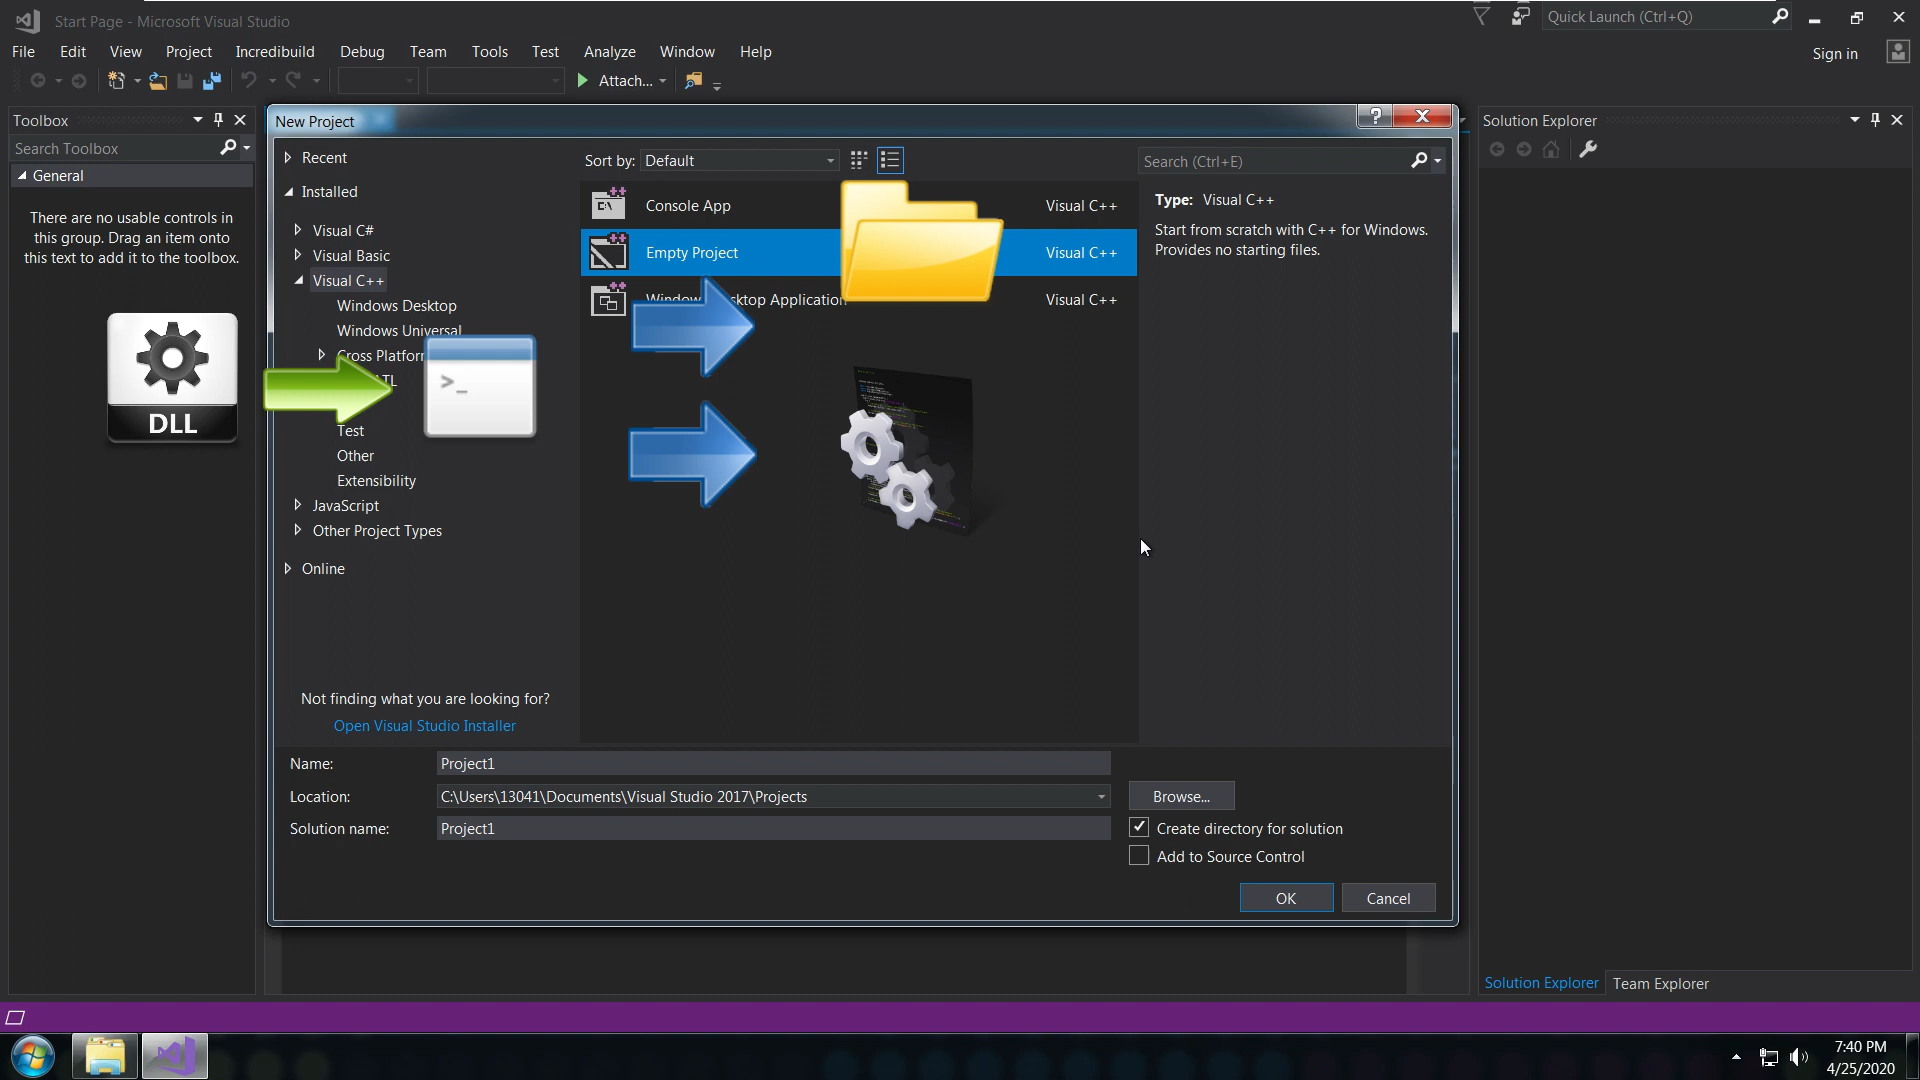 Start Page - Microsoft Visual Studio
Quick Launch (Ctrl+Q)
File Edit View Project Incredibuild Debug Team Tools Test Analyze Window Help
Sign in
Attach...
Toolbox
Search Toolbox
General
There are no usable controls in
this group. Drag an item onto
this text to add it to the toolbox.
DLL
New Project
?
Recent
Installed
Visual C#
Visual Basic
Visual C++
Windows Desktop
Windows Universal
Cross Platform
Test
Other
Extensibility
JavaScript
Other Project Types
Online
Not finding what you are looking for?
Open Visual Studio Installer
>_
Sort by: Default
Console App Visual C++
Empty Project Visual C++
Windows Desktop Application Visual C++
Search (Ctrl+E)
Type: Visual C++
Start from scratch with C++ for Windows.
Provides no starting files.
Name: Project1
Location: C:\Users\13041\Documents\Visual Studio 2017\Projects
Browse...
Solution name: Project1
Create directory for solution
Add to Source Control
OK Cancel
Solution Explorer
Solution Explorer Team Explorer
7:40 PM
4/25/2020